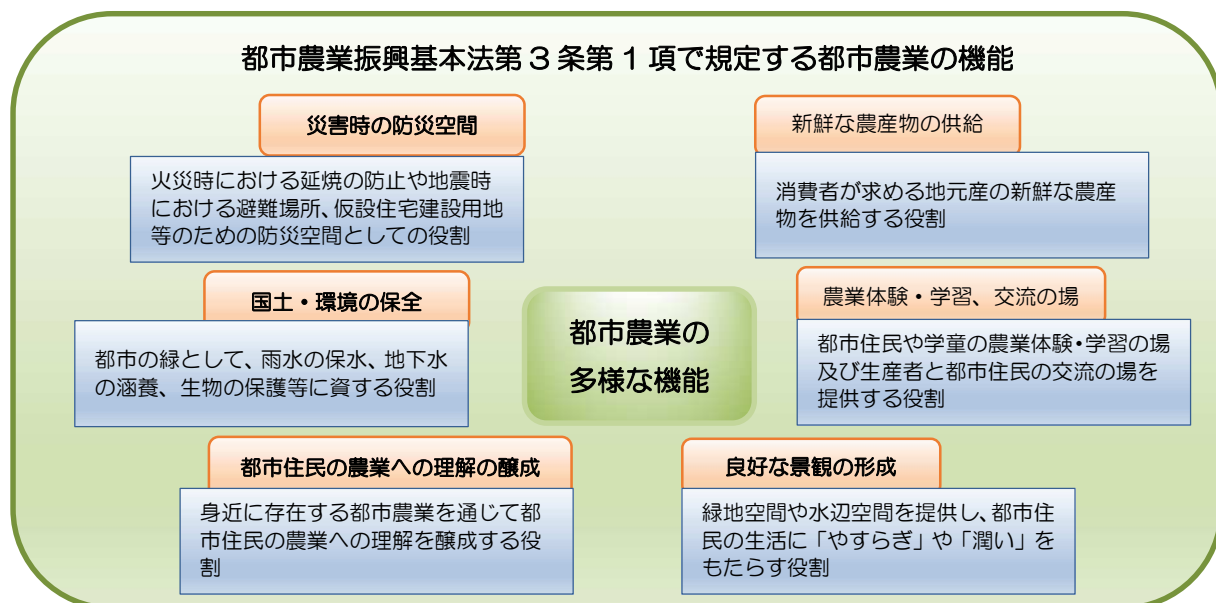 都市農業振興基本法第3条第1項で規定する都市農業の機能
災害時の防災空間
火災時における延焼の防止や地震時
における避難場所、仮設住宅建設用地
等のための防災空間としての役割
新鮮な農産物の供給
消費者が求める地元産の新鮮な農産
物を供給する役割
国土・環境の保全
都市の緑として、雨水の保水、地下水
の涵養、生物の保護等に資する役割
都市農業の
多様な機能
農業体験・学習、交流の場
都市住民や学童の農業体験・学習の場
及び生産者と都市住民の交流の場を
提供する役割
都市住民の農業への理解の醸成
身近に存在する都市農業を通じて都
市住民の農業への理解を醸成する役
割
良好な景観の形成
緑地空間や水辺空間を提供し、都市住
民の生活に「やすらぎ」や「潤い」を
もたらす役割